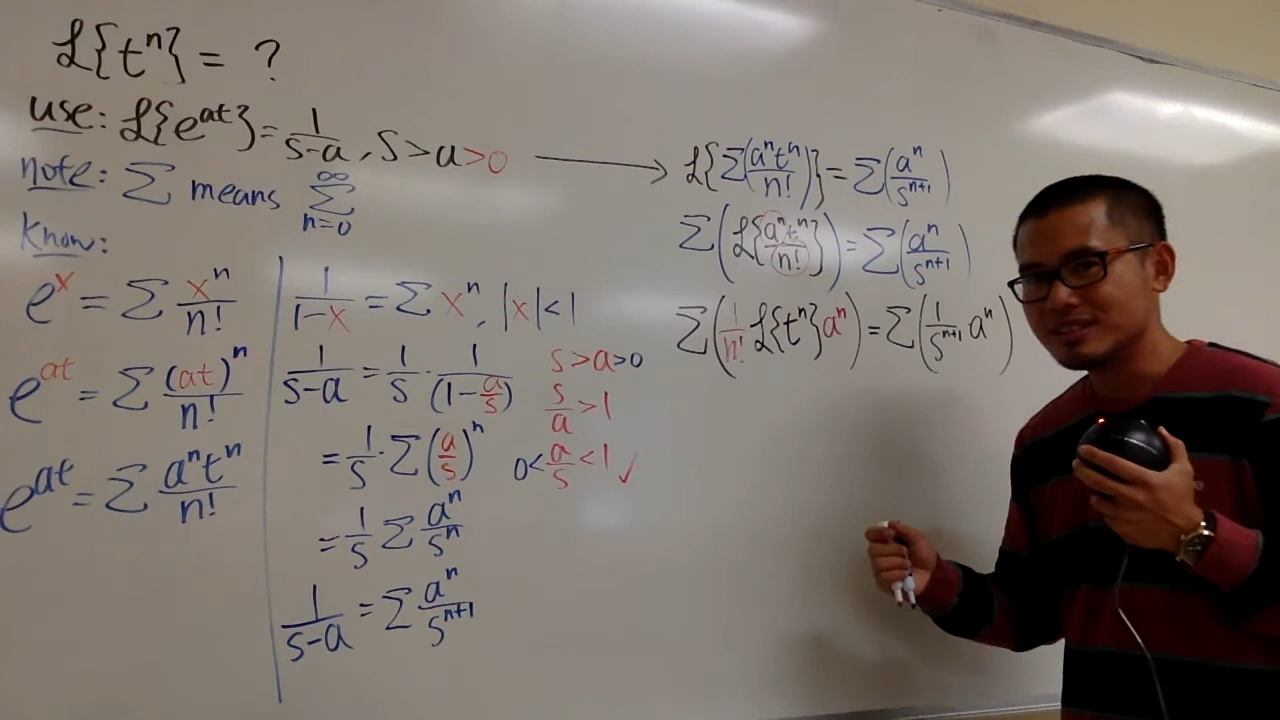 ℒ{tⁿ} = ?
use: ℒ{e^{at}} = 1/(s-a), s>a>0 ⟶
note: Σ means Σ_{n=0}^{∞}
know:
e^x = Σ xⁿ/n!
e^{at} = Σ (at)ⁿ/n!
e^{at} = Σ aⁿtⁿ/n!
1/(1-x) = Σ xⁿ, |x|<1
1/(s-a) = 1/s · 1/(1-a/s)
= 1/s · Σ(a/s)ⁿ
= 1/s Σ aⁿ/sⁿ
1/(s-a) = Σ aⁿ/s^{n+1}
s>a>0
s/a >1
0< a/s <1 ✓
ℒ{Σ(aⁿtⁿ/n!)} = Σ(aⁿ/s^{n+1})
Σ(ℒ{aⁿtⁿ/n!}) = Σ(aⁿ/s^{n+1})
Σ(1/n! ℒ{tⁿ}aⁿ) = Σ(1/s^{n+1} aⁿ)